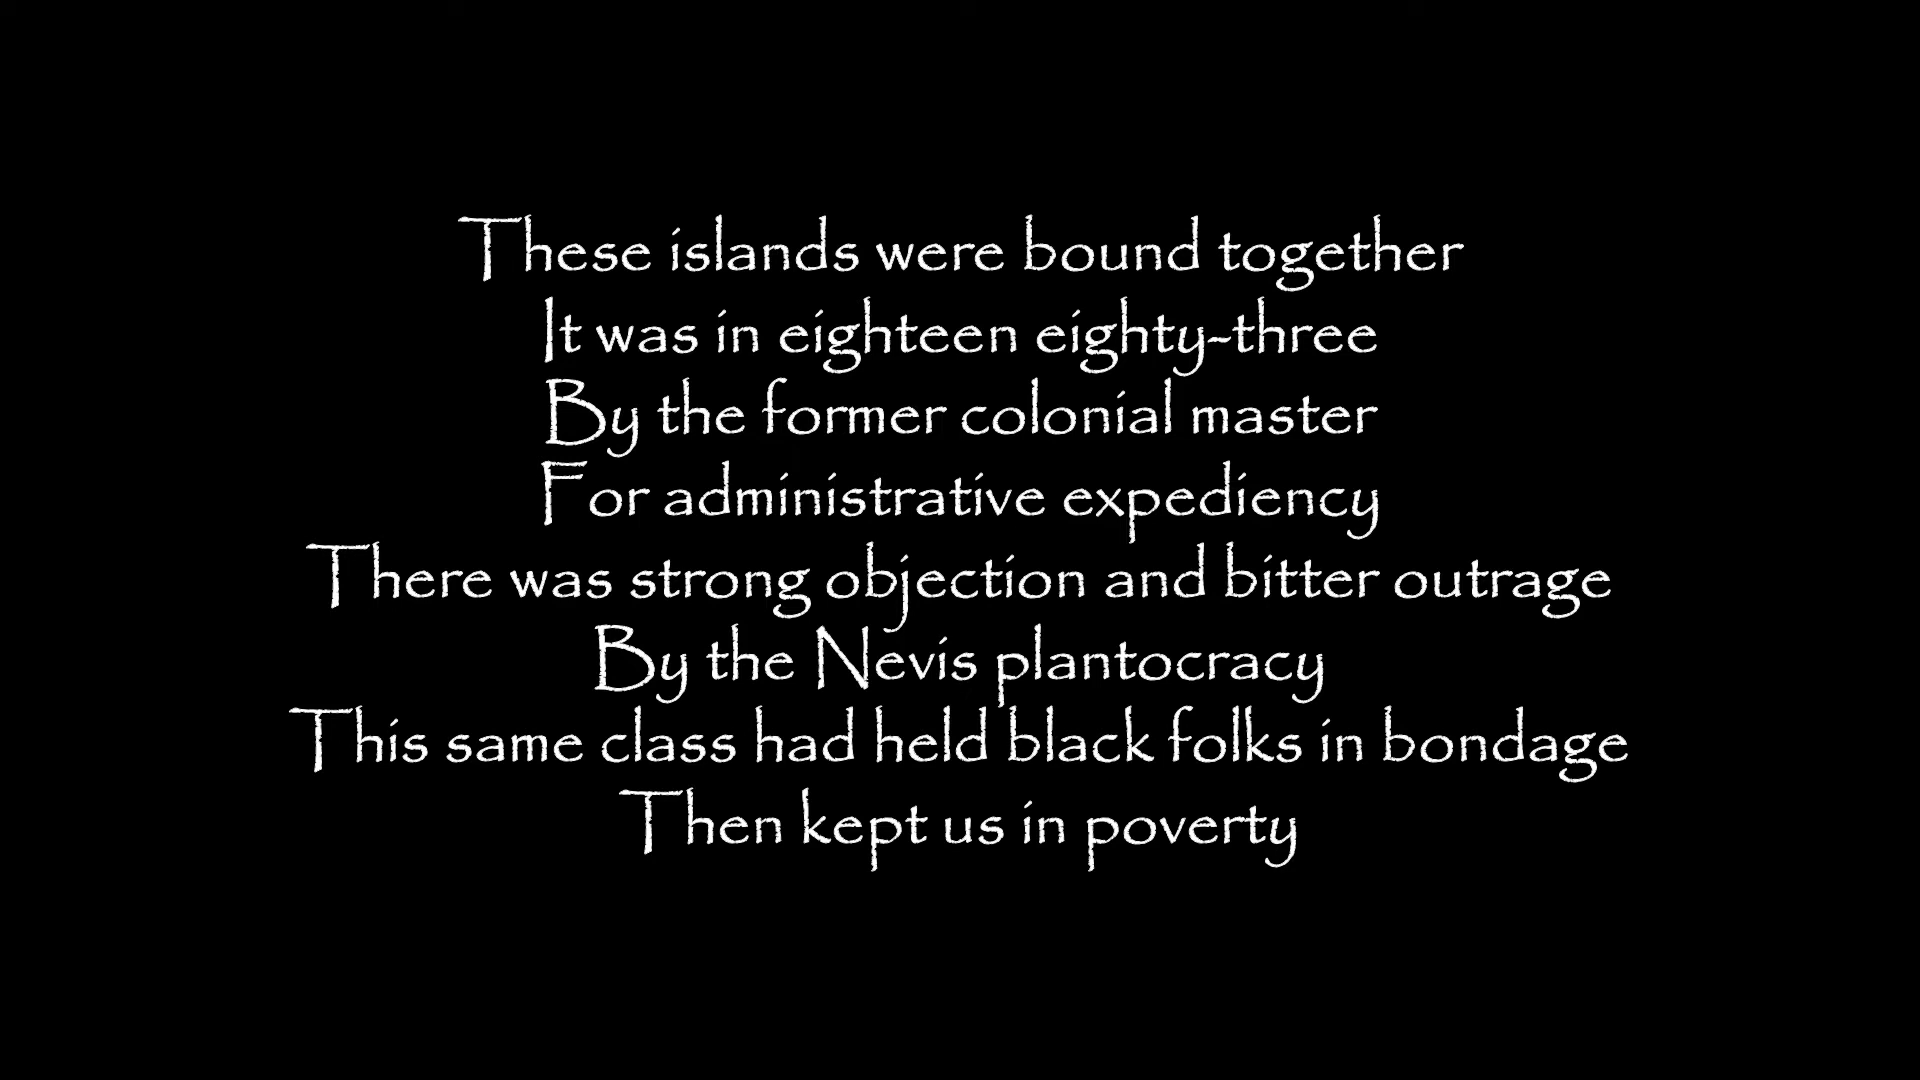 These islands were bound together
It was in eighteen eighty-three
By the former colonial master
For administrative expediency
There was strong objection and bitter outrage
By the Nevis plantocracy
This same class had held black folks in bondage
Then kept us in poverty